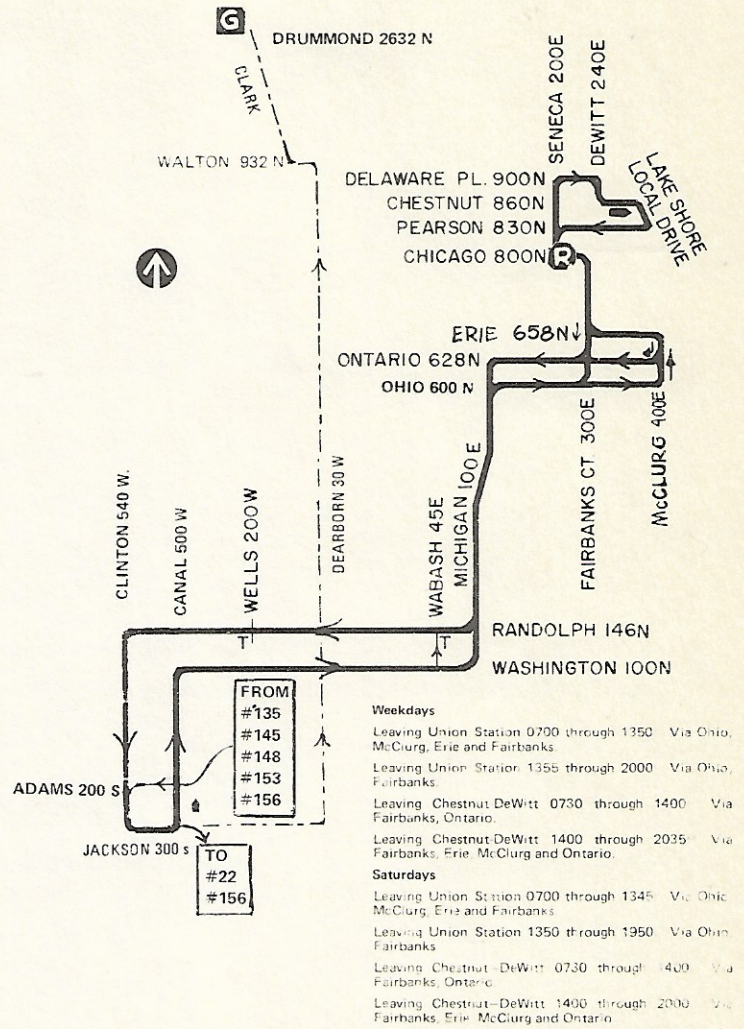 G
DRUMMOND 2632 N
CLARK
WALTON 932 N
SENECA 200E
DEWITT 240E
DELAWARE PL. 900N
CHESTNUT 860N
PEARSON 830N
CHICAGO 800N
R
LAKE SHORE
LOCAL DRIVE
ERIE 658N
ONTARIO 628N
OHIO 600 N
FAIRBANKS CT. 300E
McCLURG 400E
CLINTON 540 W.
CANAL 500 W
WELLS 200W
DEARBORN 30 W
WABASH 45E
MICHIGAN 100E
T
T
RANDOLPH 146N
WASHINGTON 100N
FROM
#135
#145
#148
#153
#156
ADAMS 200 S
JACKSON 300 s
TO
#22
#156
Weekdays
Leaving Union Station 0700 through 1350 Via Ohio,
McClurg, Erie and Fairbanks.
Leaving Union Station 1355 through 2000 Via Ohio,
Fairbanks.
Leaving Chestnut-DeWitt 0730 through 1400 Via
Fairbanks, Ontario.
Leaving Chestnut-DeWitt 1400 through 2035 Via
Fairbanks, Erie, McClurg and Ontario.
Saturdays
Leaving Union Station 0700 through 1345 Via Ohio
McClurg, Erie and Fairbanks
Leaving Union Station 1350 through 1950 Via Ohio
Fairbanks
Leaving Chestnut-DeWitt 0730 through 1400 Via
Fairbanks, Ontario
Leaving Chestnut-DeWitt 1400 through 2000 Via
Fairbanks, Erie, McClurg and Ontario